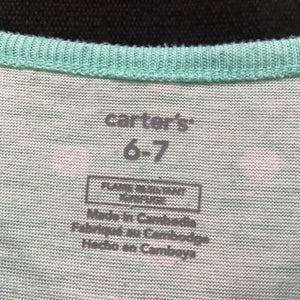 carter's
6-7
FLAME RESISTANT
IGNIFUGE
Made in Cambodia
Fabriqué au Cambodge
Hecho en Camboya